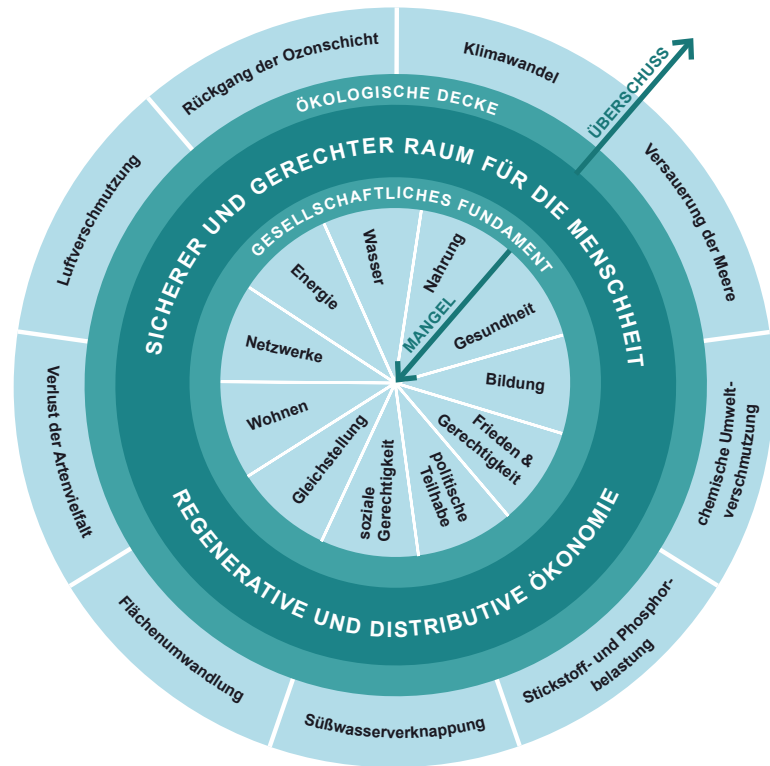 Klimawandel
Versauerung der Meere
chemische Umwelt-
verschmutzung
Stickstoff- und Phosphor-
belastung
Süßwasserverknappung
Flächenumwandlung
Verlust der Artenvielfalt
Luftverschmutzung
Rückgang der Ozonschicht
ÜBERSCHUSS
ÖKOLOGISCHE DECKE
SICHERER UND GERECHTER RAUM FÜR DIE MENSCHHEIT
GESELLSCHAFTLICHES FUNDAMENT
MANGEL
Nahrung
Gesundheit
Bildung
Frieden &
Gerechtigkeit
politische
Teilhabe
soziale
Gerechtigkeit
Gleichstellung
Wohnen
Netzwerke
Energie
Wasser
REGENERATIVE UND DISTRIBUTIVE ÖKONOMIE